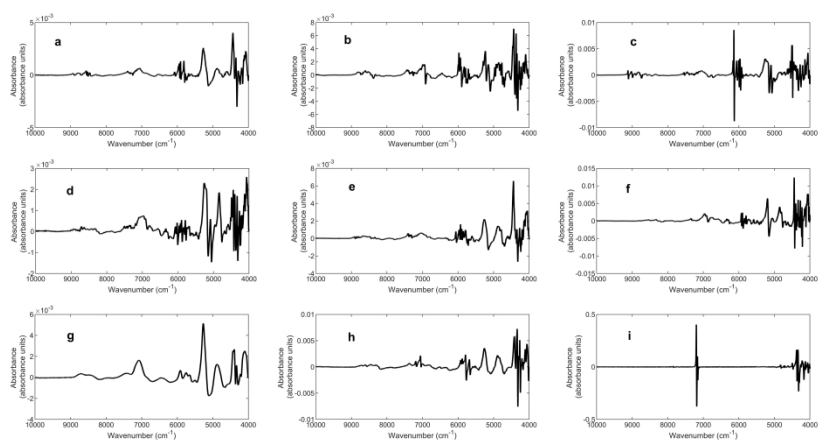 ×10⁻³
a
5
0
-5
Absorbance
(absorbance units)
10000 9000 8000 7000 6000 5000 4000
Wavenumber (cm⁻¹)
×10⁻³
b
8
6
4
2
0
-2
-4
-6
-8
Absorbance
(absorbance units)
10000 9000 8000 7000 6000 5000 4000
Wavenumber (cm⁻¹)
c
0.01
0.005
0
-0.005
-0.01
Absorbance
(absorbance units)
10000 9000 8000 7000 6000 5000 4000
Wavenumber (cm⁻¹)
×10⁻³
d
3
2
1
0
-1
-2
Absorbance
(absorbance units)
10000 9000 8000 7000 6000 5000 4000
Wavenumber (cm⁻¹)
×10⁻³
e
8
6
4
2
0
-2
-4
Absorbance
(absorbance units)
10000 9000 8000 7000 6000 5000 4000
Wavenumber (cm⁻¹)
f
0.015
0.01
0.005
0
-0.005
-0.01
-0.015
Absorbance
(absorbance units)
10000 9000 8000 7000 6000 5000 4000
Wavenumber (cm⁻¹)
×10⁻³
g
6
4
2
0
-2
-4
Absorbance
(absorbance units)
10000 9000 8000 7000 6000 5000 4000
Wavenumber (cm⁻¹)
h
0.01
0.005
0
-0.005
-0.01
Absorbance
(absorbance units)
10000 9000 8000 7000 6000 5000 4000
Wavenumber (cm⁻¹)
i
0.5
0
-0.5
Absorbance
(absorbance units)
10000 9000 8000 7000 6000 5000 4000
Wavenumber (cm⁻¹)